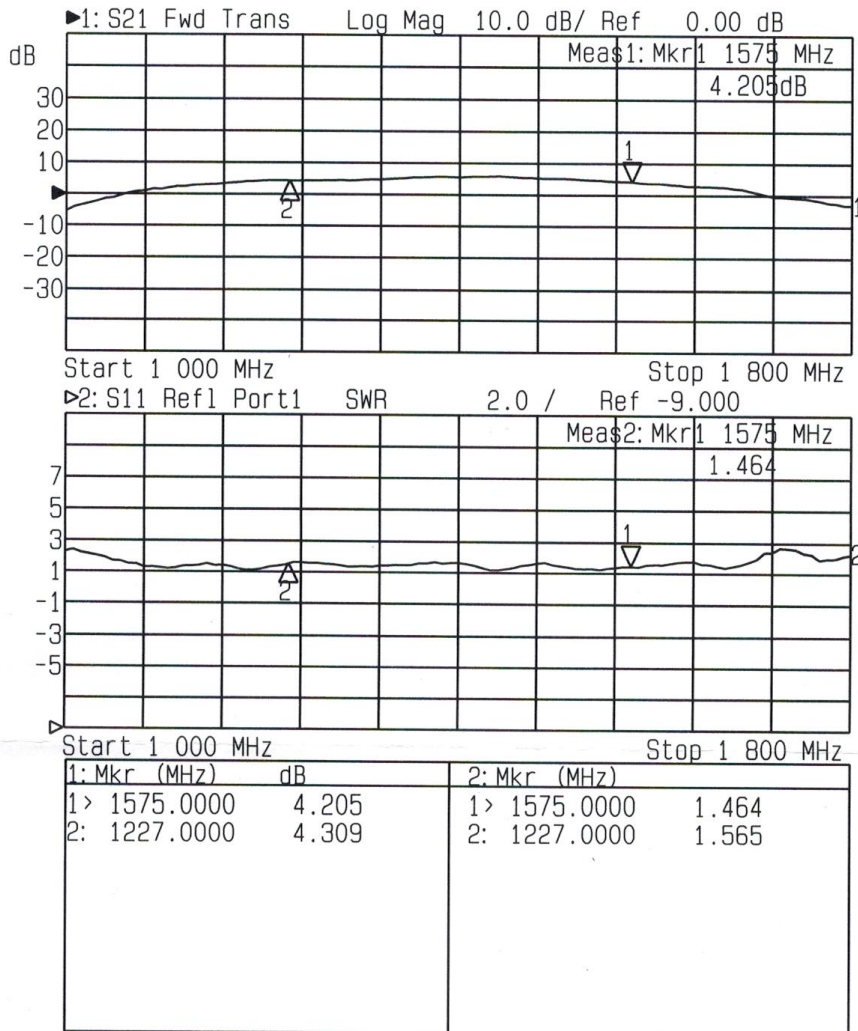 1: S21 Fwd Trans Log Mag 10.0 dB/ Ref 0.00 dB
dB
Meas1: Mkr1 1575 MHz
4.205dB
30
20
10
1
2
1
-10
-20
-30
Start 1 000 MHz Stop 1 800 MHz
2: S11 Refl Port1 SWR 2.0 / Ref -9.000
Meas2: Mkr1 1575 MHz
1.464
7
5
3
1
1
2
2
-1
-3
-5
Start 1 000 MHz Stop 1 800 MHz
1: Mkr (MHz) dB
1> 1575.0000 4.205
2: 1227.0000 4.309
2: Mkr (MHz)
1> 1575.0000 1.464
2: 1227.0000 1.565